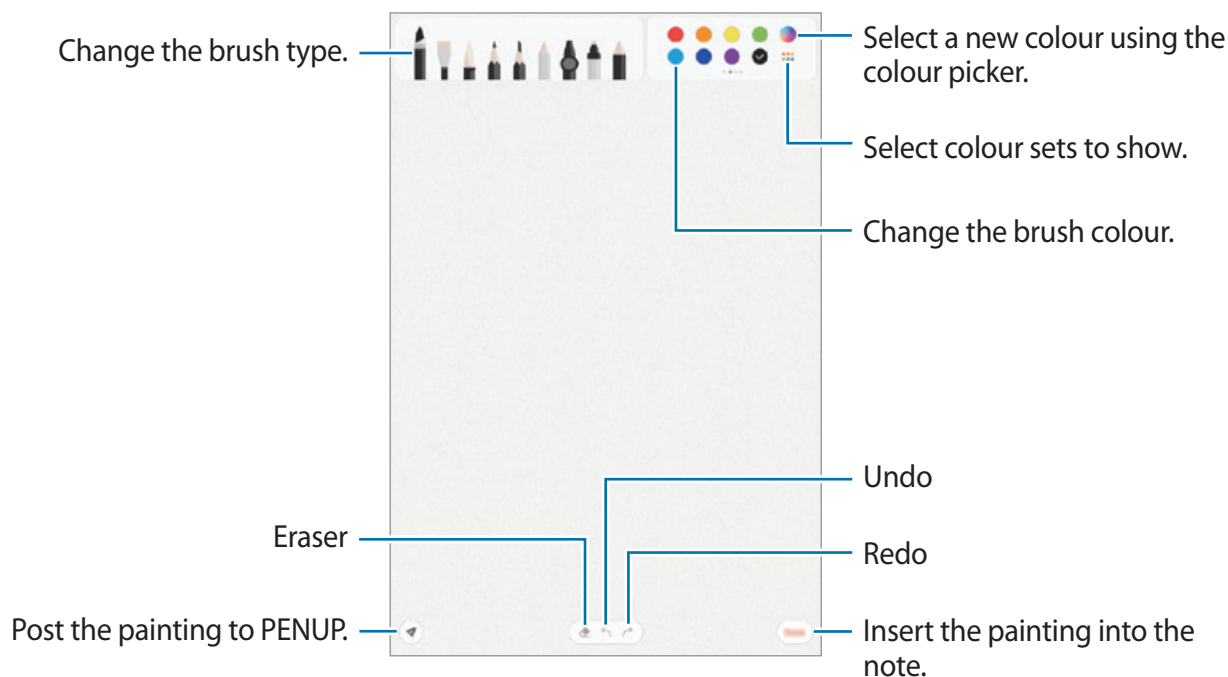 Change the brush type.
Select a new colour using the
colour picker.
Select colour sets to show.
Change the brush colour.
Undo
Eraser
Redo
Post the painting to PENUP.
Insert the painting into the
note.